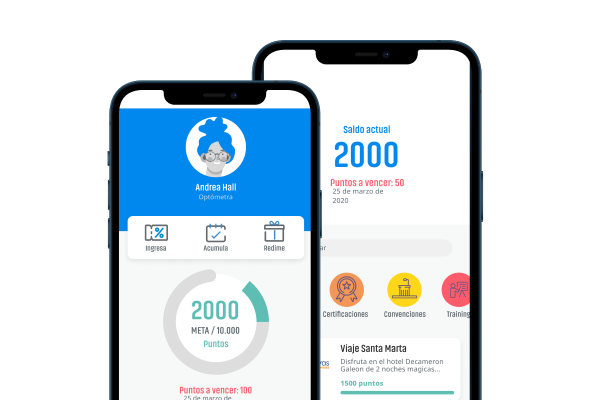 Andrea Hall
Optómetra
Ingresa
Acumula
Redime
2000
META / 10.000
Puntos
Puntos a vencer: 100
25 de marzo de
Saldo actual
2000
Puntos a vencer: 50
25 de marzo de
2020
Certificaciones
Convenciones
Training
Viaje Santa Marta
Disfruta en el hotel Decameron
Galeon de 2 noches magicas...
1500 puntos